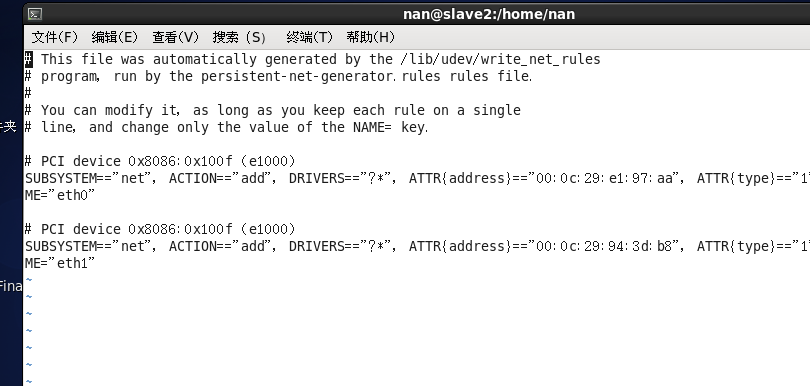 nan@slave2:/home/nan
文件(F) 编辑(E) 查看(V) 搜索 (S) 终端(T) 帮助(H)
# This file was automatically generated by the /lib/udev/write_net_rules
# program, run by the persistent-net-generator.rules rules file.
#
# You can modify it, as long as you keep each rule on a single
# line, and change only the value of the NAME= key.
# PCI device 0x8086:0x100f (e1000)
SUBSYSTEM=="net", ACTION=="add", DRIVERS=="?*", ATTR{address}=="00:0c:29:e1:97:aa", ATTR{type}=="1"
ME="eth0"
# PCI device 0x8086:0x100f (e1000)
SUBSYSTEM=="net", ACTION=="add", DRIVERS=="?*", ATTR{address}=="00:0c:29:94:3d:b8", ATTR{type}=="1"
ME="eth1"
~
~
~
~
~
~
~
件夹
Fina